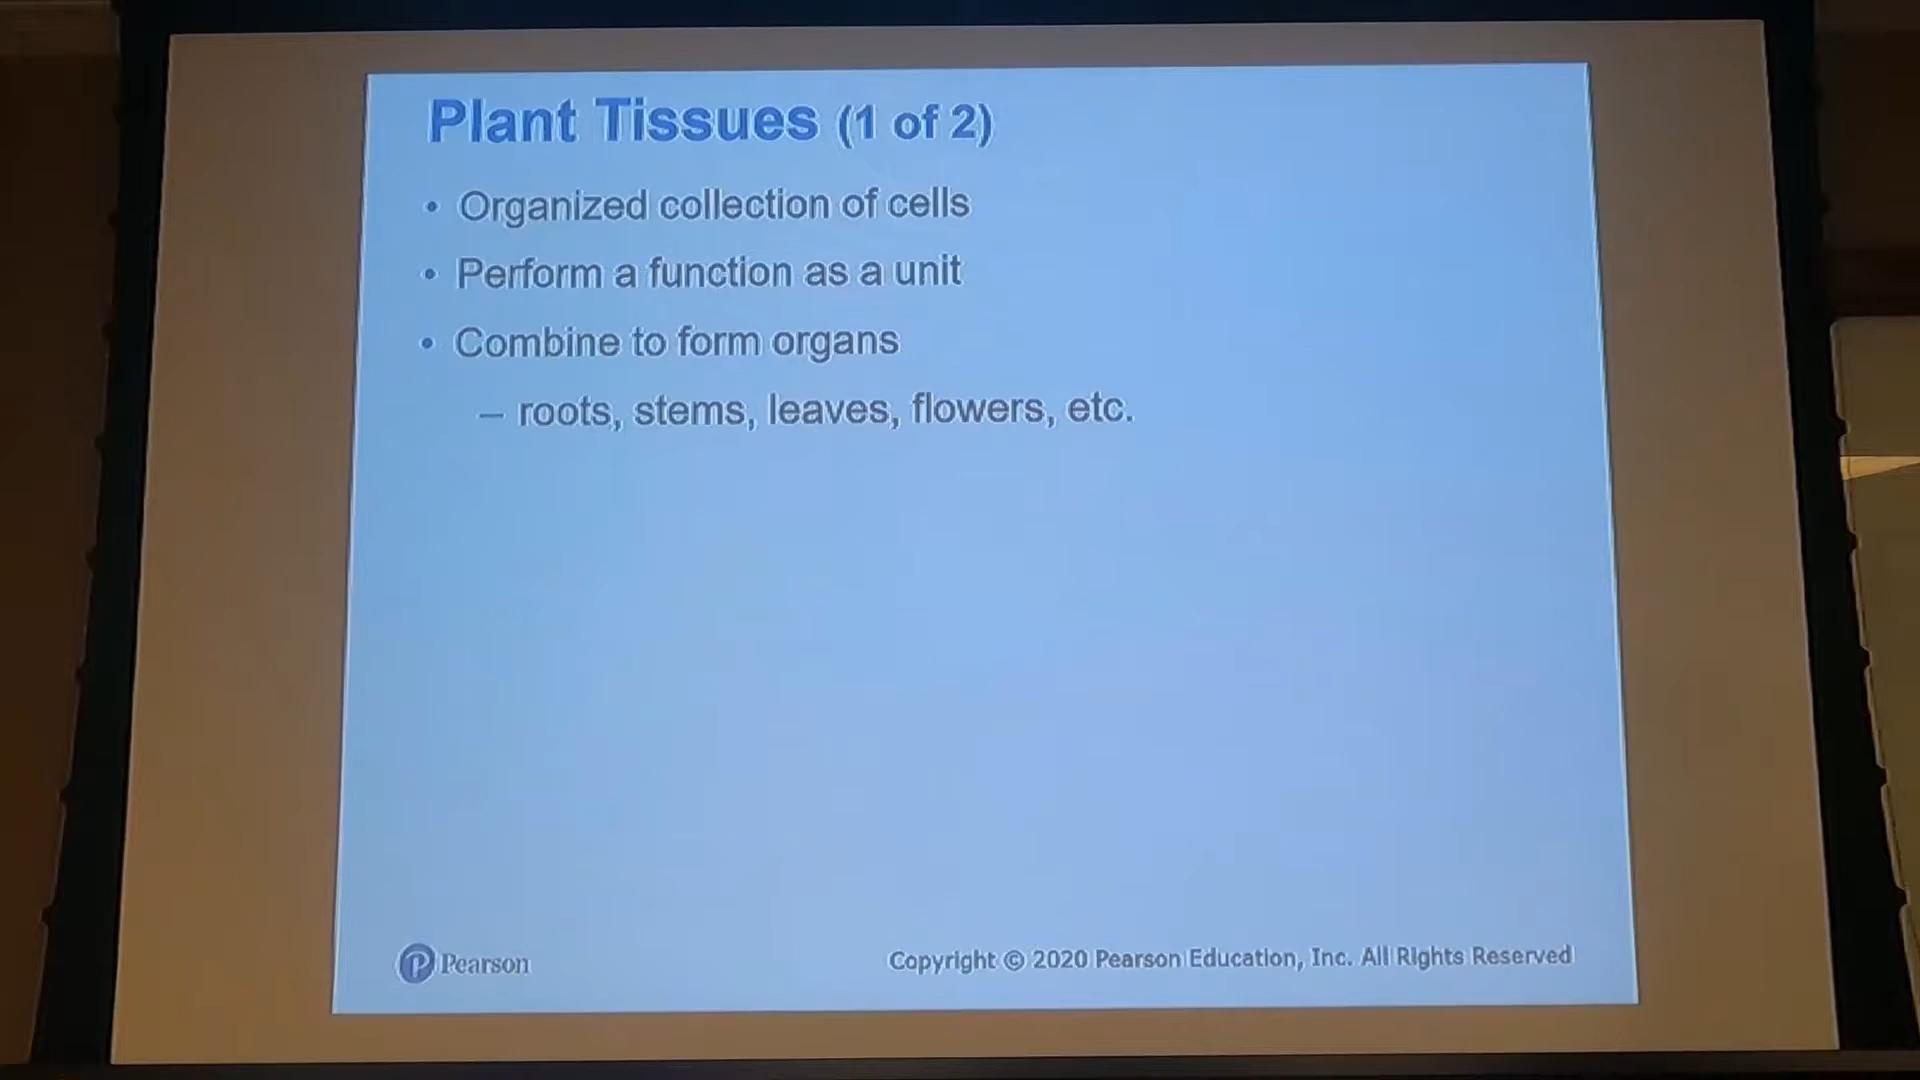 Plant Tissues (1 of 2)
• Organized collection of cells
• Perform a function as a unit
• Combine to form organs
– roots, stems, leaves, flowers, etc.
Pearson
Copyright © 2020 Pearson Education, Inc. All Rights Reserved